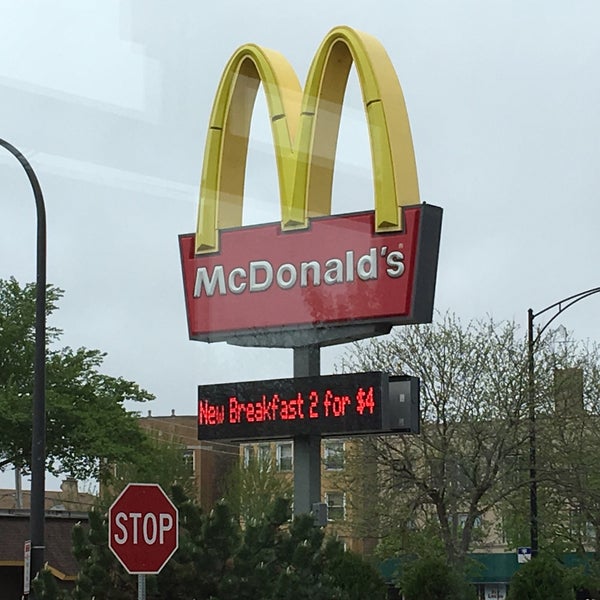 McDonald's
New Breakfast 2 for $4
STOP